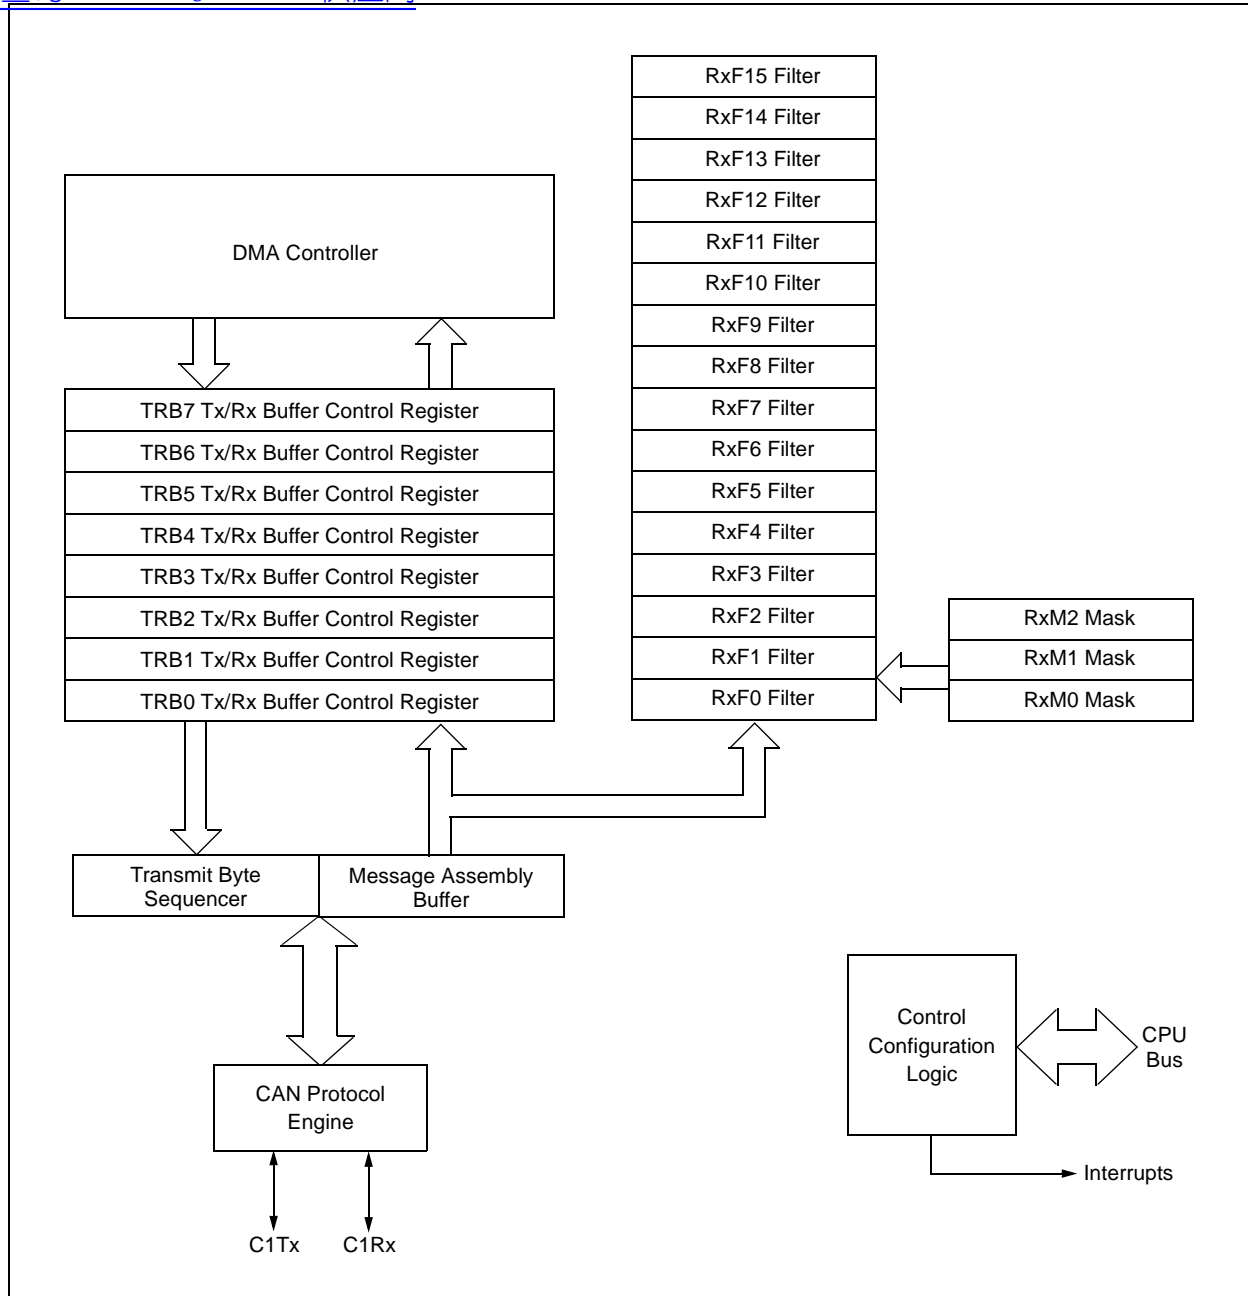 RxF15 Filter
RxF14 Filter
RxF13 Filter
RxF12 Filter
RxF11 Filter
RxF10 Filter
RxF9 Filter
RxF8 Filter
RxF7 Filter
RxF6 Filter
RxF5 Filter
RxF4 Filter
RxF3 Filter
RxF2 Filter
RxF1 Filter
RxF0 Filter
DMA Controller
TRB7 Tx/Rx Buffer Control Register
TRB6 Tx/Rx Buffer Control Register
TRB5 Tx/Rx Buffer Control Register
TRB4 Tx/Rx Buffer Control Register
TRB3 Tx/Rx Buffer Control Register
TRB2 Tx/Rx Buffer Control Register
TRB1 Tx/Rx Buffer Control Register
TRB0 Tx/Rx Buffer Control Register
RxM2 Mask
RxM1 Mask
RxM0 Mask
Transmit Byte
Sequencer
Message Assembly
Buffer
CAN Protocol
Engine
C1Tx
C1Rx
Control
Configuration
Logic
CPU
Bus
Interrupts